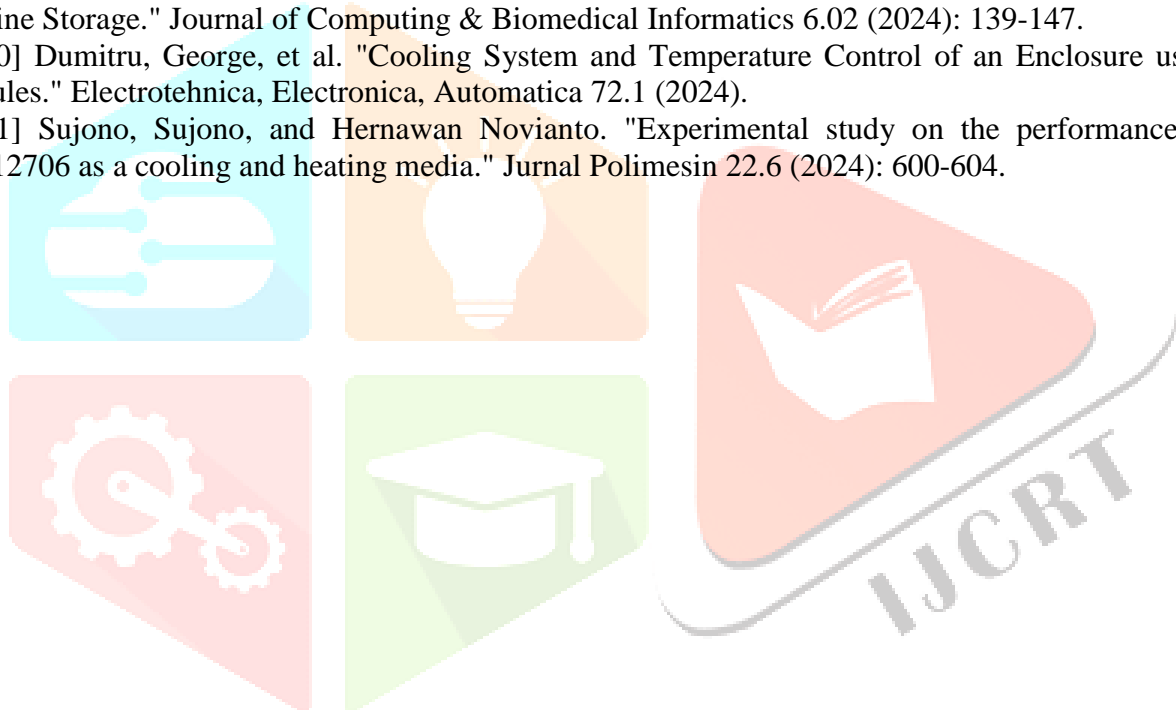 ine Storage." Journal of Computing & Biomedical Informatics 6.02 (2024): 139-147.
0] Dumitru, George, et al. "Cooling System and Temperature Control of an Enclosure us
ules." Electrotehnica, Electronica, Automatica 72.1 (2024).
1] Sujono, Sujono, and Hernawan Novianto. "Experimental study on the performance
12706 as a cooling and heating media." Jurnal Polimesin 22.6 (2024): 600-604.
IJCRT